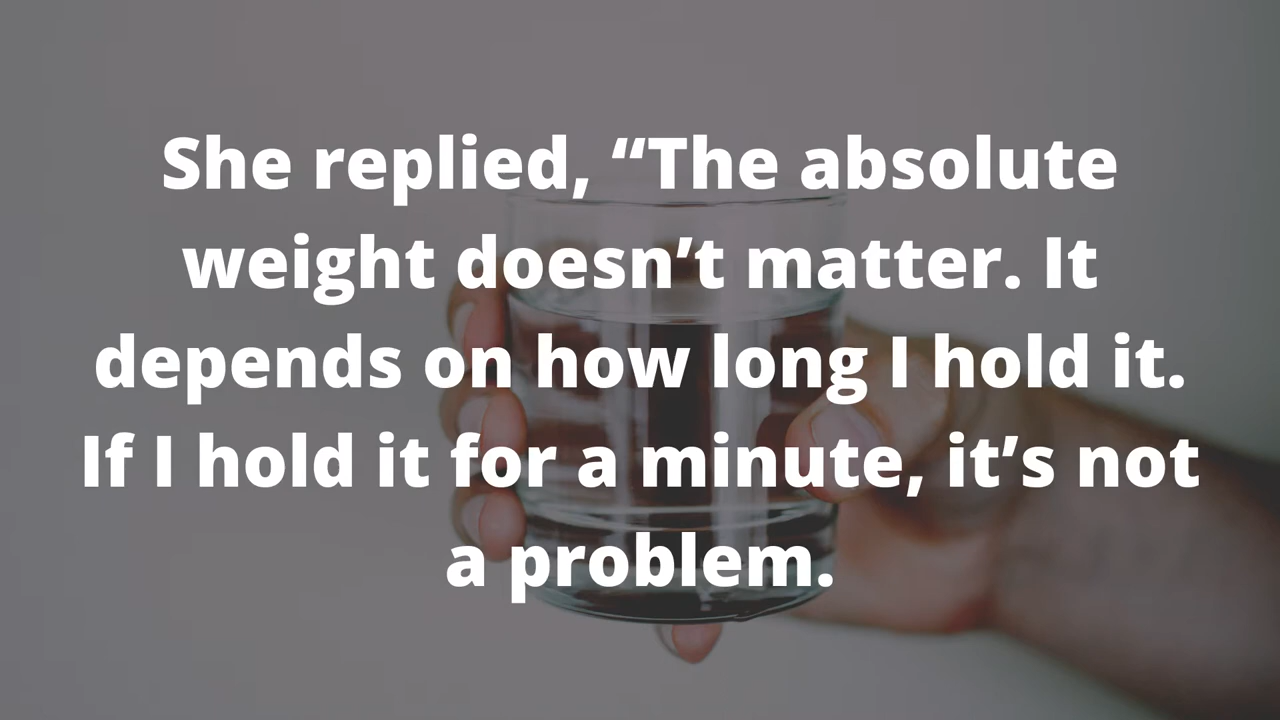 She replied, “The absolute
weight doesn’t matter. It
depends on how long I hold it.
If I hold it for a minute, it’s not
a problem.